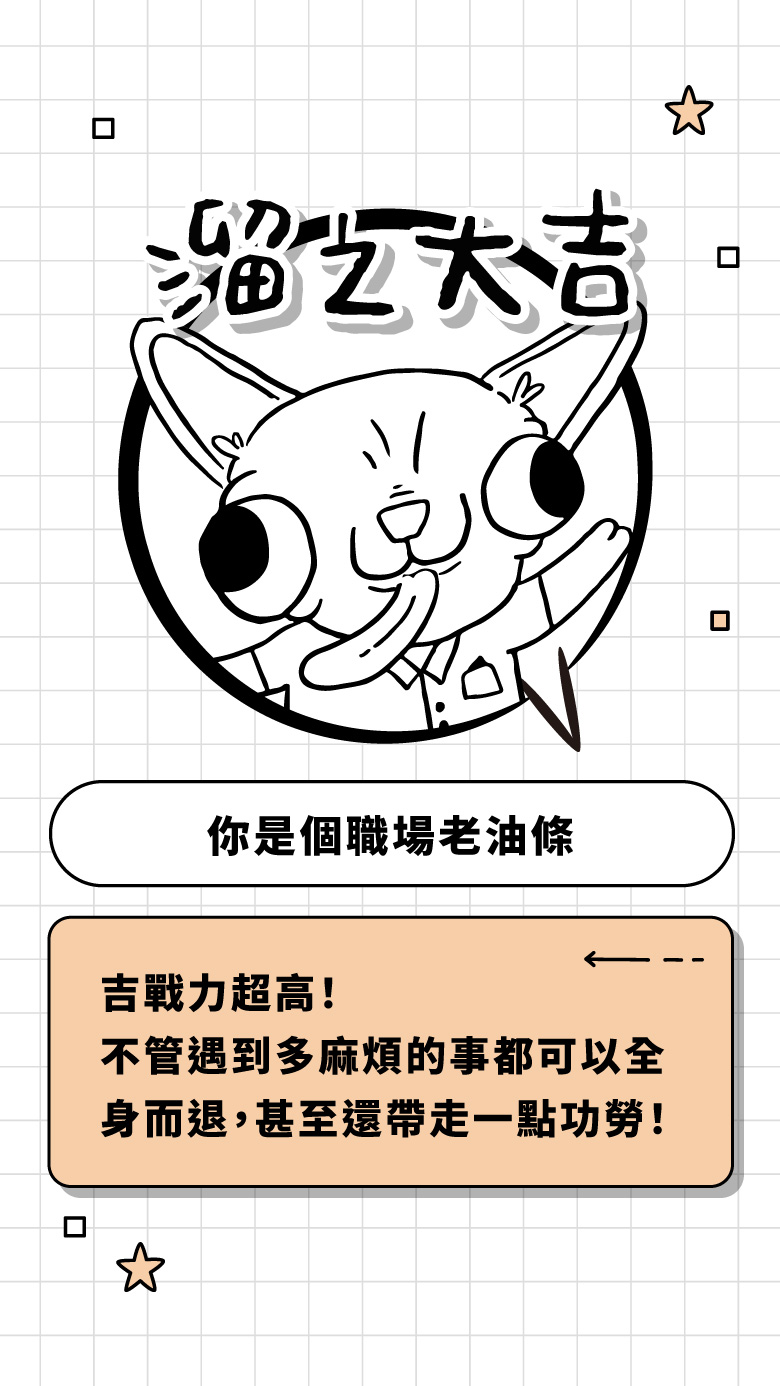 溜之大吉
你是個職場老油條
吉戰力超高！
不管遇到多麻煩的事都可以全
身而退，甚至還帶走一點功勞！